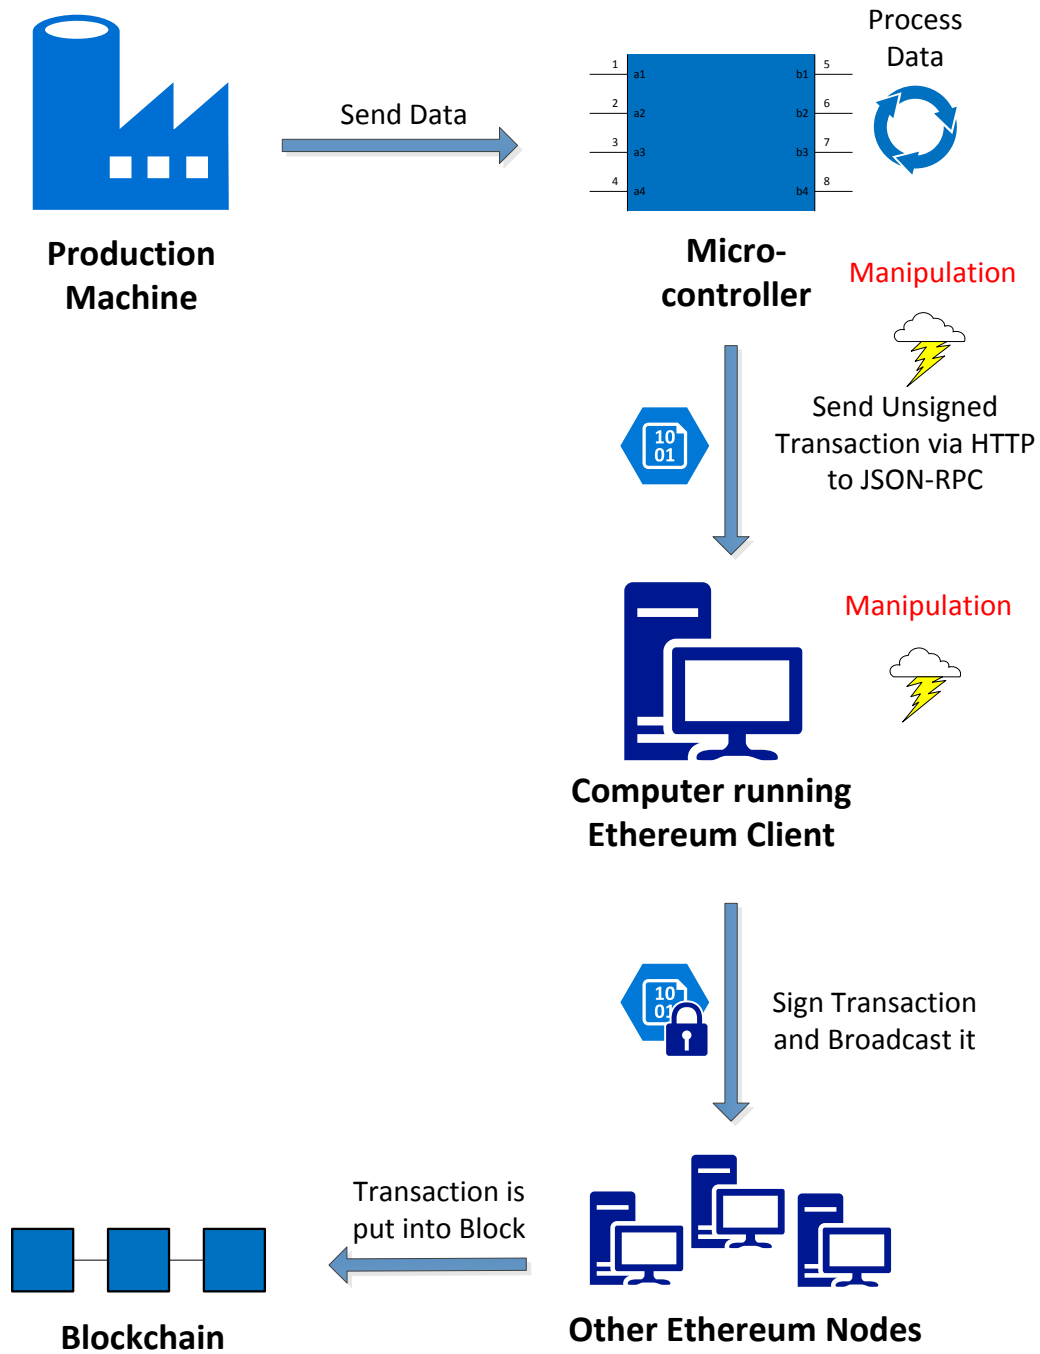 Process
Data
Send Data
1
a1
2
a2
3
a3
4
a4
5
b1
6
b2
7
b3
8
b4
Production
Machine
Micro-
controller
Manipulation
10
01
Send Unsigned
Transaction via HTTP
to JSON-RPC
Manipulation
Computer running
Ethereum Client
10
01
Sign Transaction
and Broadcast it
Transaction is
put into Block
Blockchain
Other Ethereum Nodes